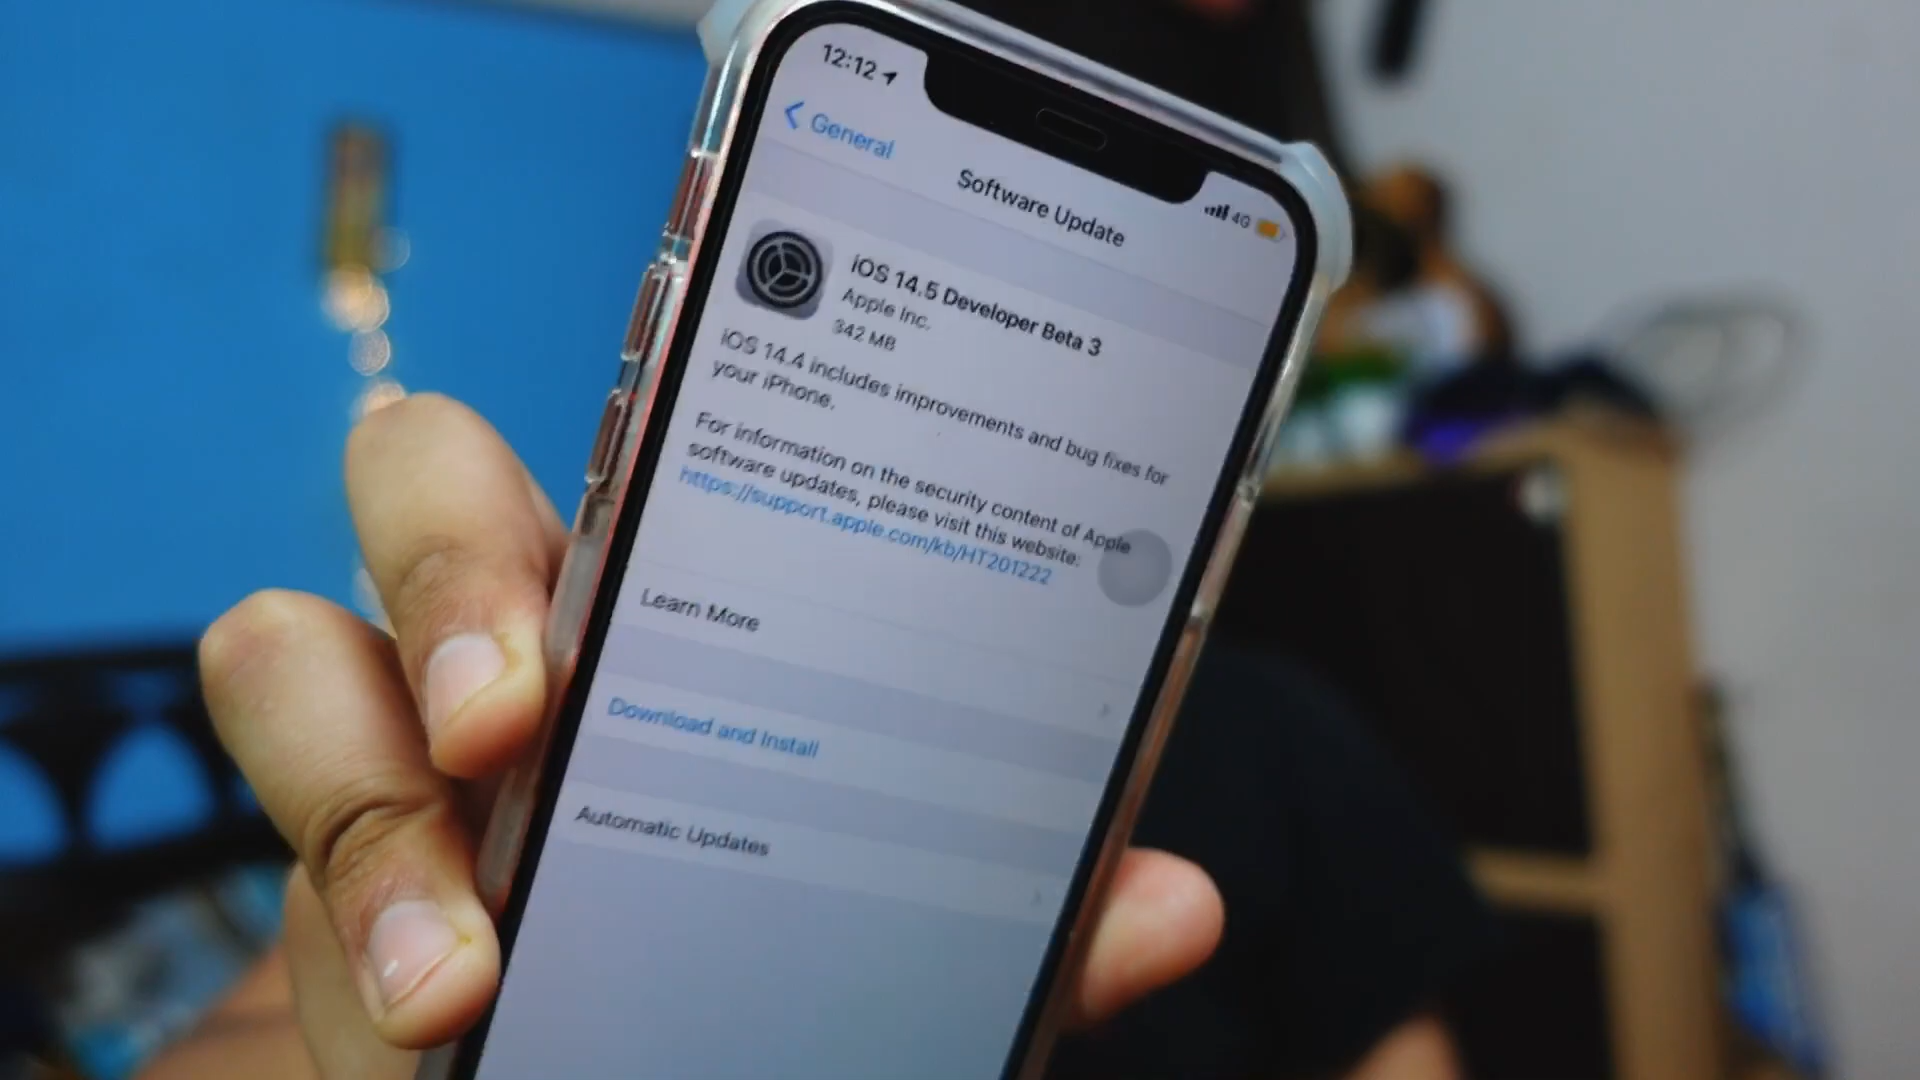 12:12
4G
General
Software Update
iOS 14.5 Developer Beta 3
Apple Inc.
342 MB
iOS 14.4 includes improvements and bug fixes for
your iPhone.
For information on the security content of Apple
software updates, please visit this website:
https://support.apple.com/kb/HT201222
Learn More
Download and Install
Automatic Updates